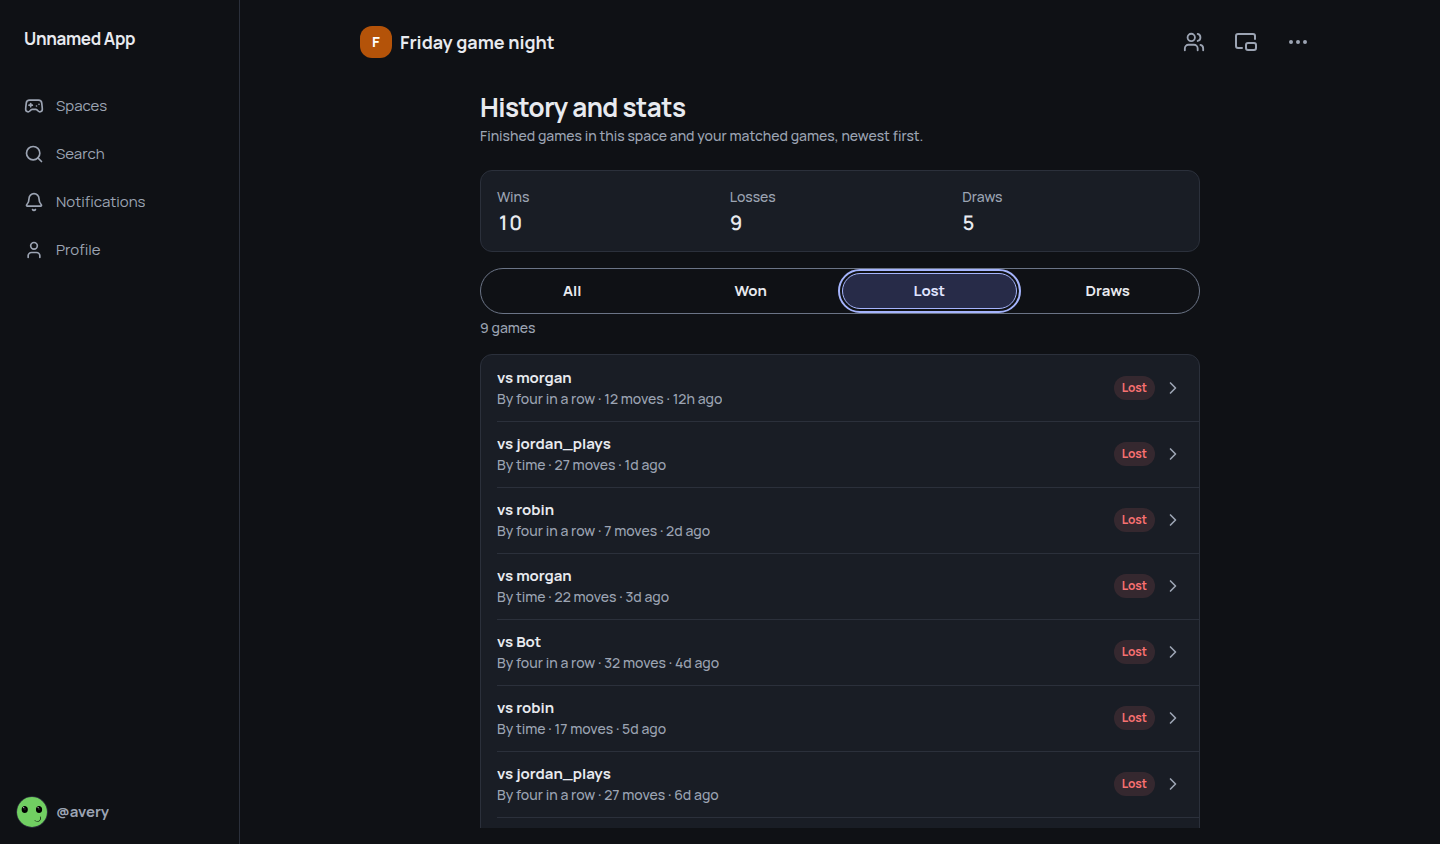 Unnamed App
Spaces
Search
Notifications
Profile
@avery
F Friday game night
History and stats
Finished games in this space and your matched games, newest first.
Wins Losses Draws
10 9 5
All Won Lost Draws
9 games
vs morgan
By four in a row · 12 moves · 12h ago
Lost
vs jordan_plays
By time · 27 moves · 1d ago
Lost
vs robin
By four in a row · 7 moves · 2d ago
Lost
vs morgan
By time · 22 moves · 3d ago
Lost
vs Bot
By four in a row · 32 moves · 4d ago
Lost
vs robin
By time · 17 moves · 5d ago
Lost
vs jordan_plays
By four in a row · 27 moves · 6d ago
Lost